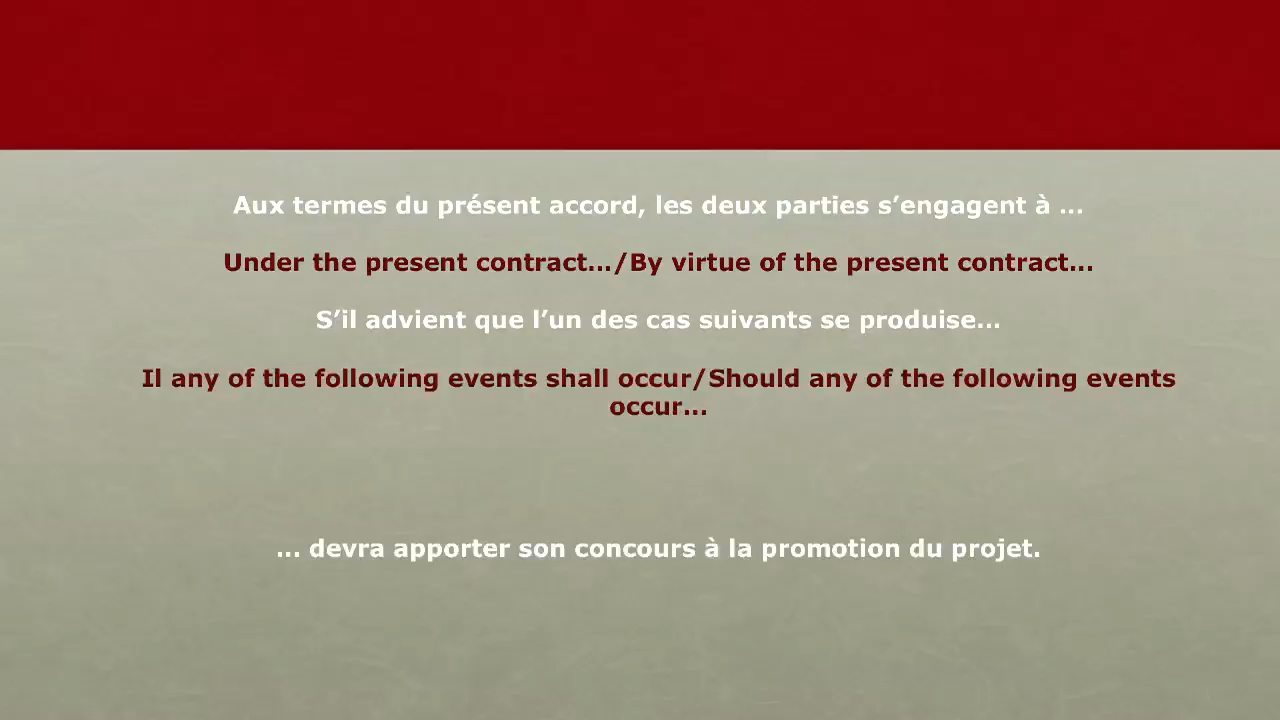 Aux termes du présent accord, les deux parties s’engagent à ...
Under the present contract.../By virtue of the present contract...
S’il advient que l’un des cas suivants se produise...
Il any of the following events shall occur/Should any of the following events
occur...
... devra apporter son concours à la promotion du projet.